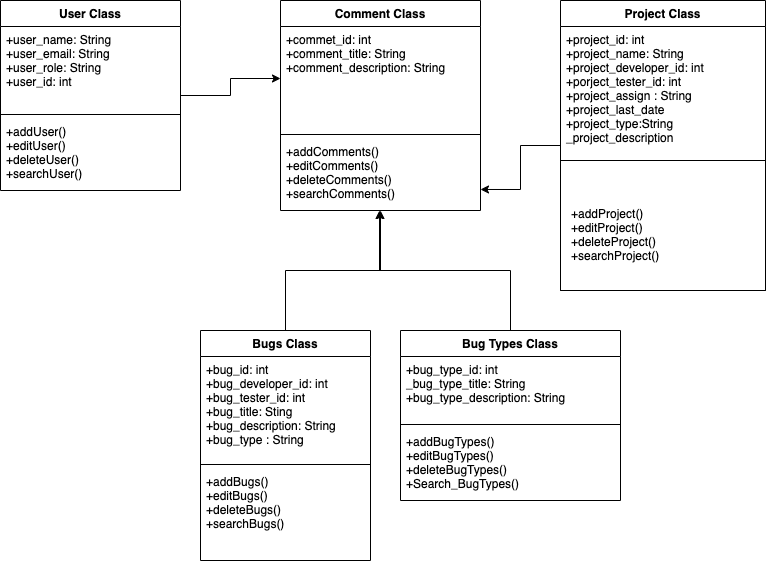 User Class
+user_name: String
+user_email: String
+user_role: String
+user_id: int
+addUser()
+editUser()
+deleteUser()
+searchUser()
Comment Class
+commet_id: int
+comment_title: String
+comment_description: String
+addComments()
+editComments()
+deleteComments()
+searchComments()
Project Class
+project_id: int
+project_name: String
+project_developer_id: int
+porject_tester_id: int
+project_assign : String
+project_last_date
+project_type:String
_project_description
+addProject()
+editProject()
+deleteProject()
+searchProject()
Bugs Class
+bug_id: int
+bug_developer_id: int
+bug_tester_id: int
+bug_title: Sting
+bug_description: String
+bug_type : String
+addBugs()
+editBugs()
+deleteBugs()
+searchBugs()
Bug Types Class
+bug_type_id: int
_bug_type_title: String
+bug_type_description: String
+addBugTypes()
+editBugTypes()
+deleteBugTypes()
+Search_BugTypes()